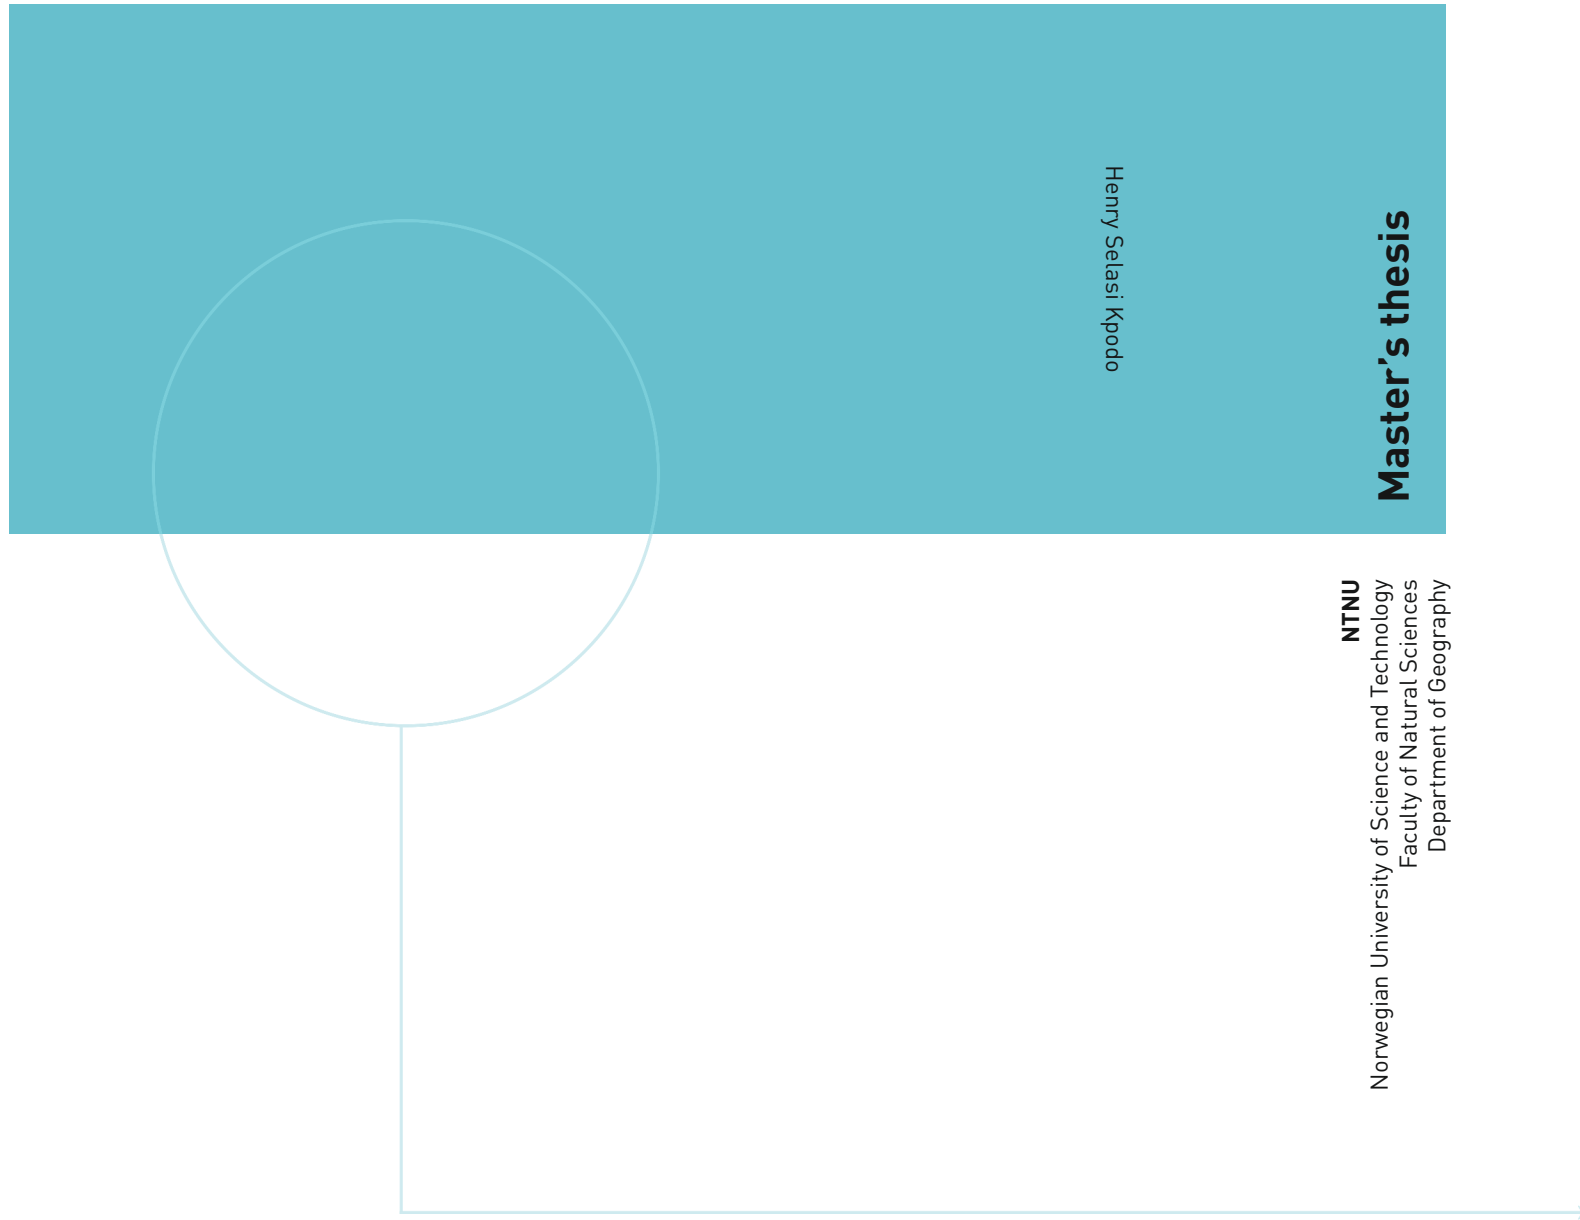 Henry Selasi Kpodo
Master's thesis
NTNU
Norwegian University of Science and Technology
Faculty of Natural Sciences
Department of Geography